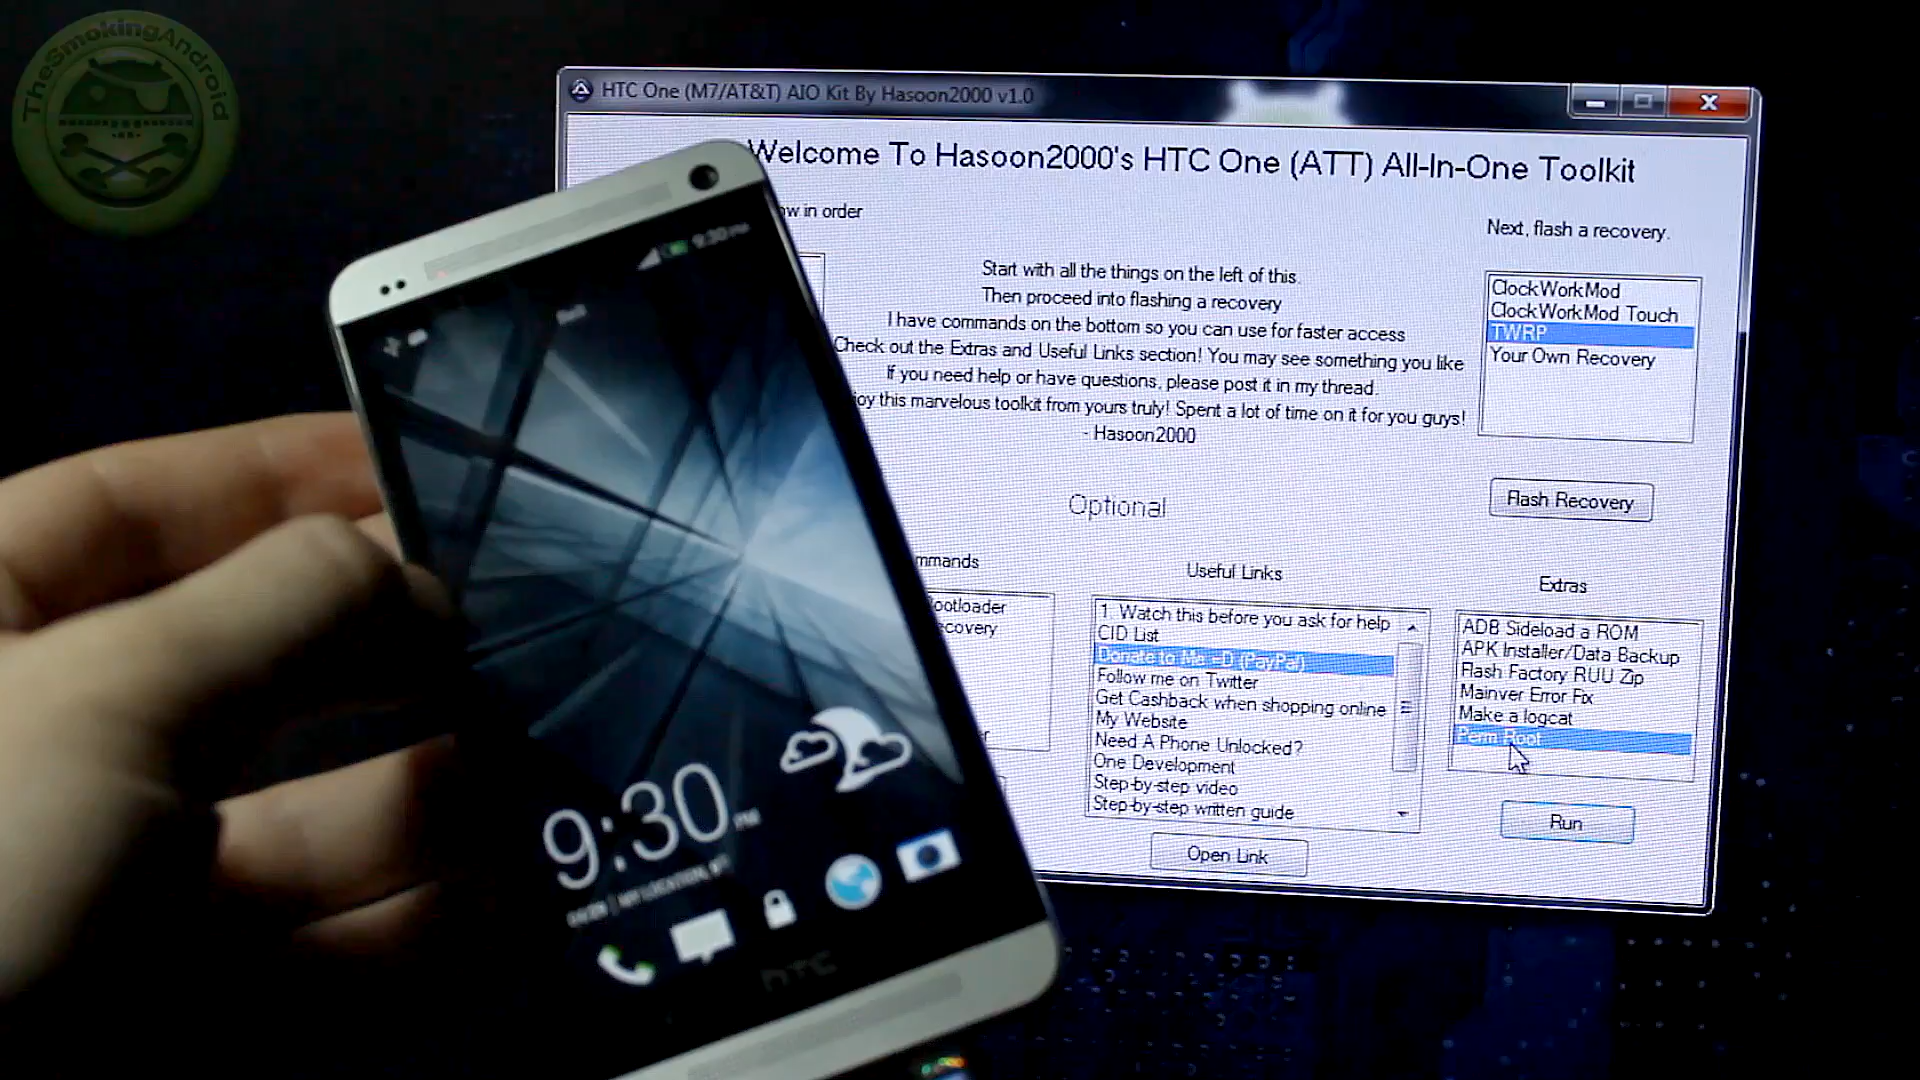 TheSmokingAndroid
HTC One (M7/AT&T) AIO Kit By Hasoon2000 v1.0
Welcome To Hasoon2000's HTC One (ATT) All-In-One Toolkit
in order
Next, flash a recovery.
Start with all the things on the left of this.
Then proceed into flashing a recovery
I have commands on the bottom so you can use for faster access
Check out the Extras and Useful Links section! You may see something you like
If you need help or have questions, please post it in my thread.
joy this marvelous toolkit from yours truly! Spent a lot of time on it for you guys!
- Hasoon2000
ClockWorkMod
ClockWorkMod Touch
TWRP
Your Own Recovery
Flash Recovery
Optional
mmands
ootloader
ecovery
Useful Links
1. Watch this before you ask for help
CID List
Donate to Me =D (PayPal)
Follow me on Twitter
Get Cashback when shopping online
My Website
Need A Phone Unlocked?
One Development
Step-by-step video
Step-by-step written guide
Open Link
Extras
ADB Sideload a ROM
APK Installer/Data Backup
Flash Factory RUU Zip
Mainver Error Fix
Make a logcat
Perm Root
Run
9:30 PM
Bell
9:30 PM
hTC